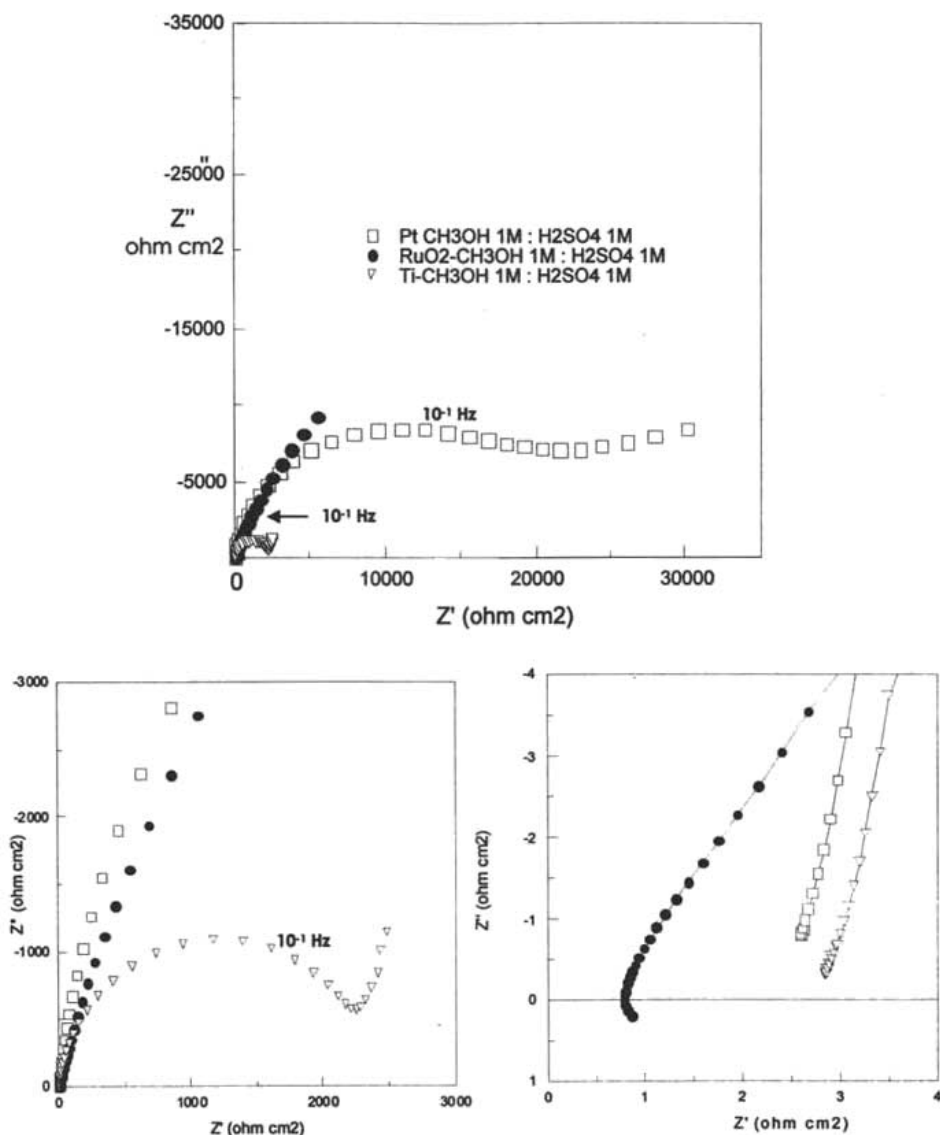 -35000
-25000
Z"
ohm cm2
-15000
-5000
0
10000
20000
30000
Z' (ohm cm2)
□ Pt CH3OH 1M : H2SO4 1M
● RuO2-CH3OH 1M : H2SO4 1M
▽ Ti-CH3OH 1M : H2SO4 1M
10⁻¹ Hz
10⁻¹ Hz
-3000
-2000
-1000
0
Z" (ohm cm2)
10⁻¹ Hz
0
1000
2000
3000
Z' (ohm cm2)
-4
-3
-2
-1
0
1
Z" (ohm cm2)
0
1
2
3
4
Z' (ohm cm2)